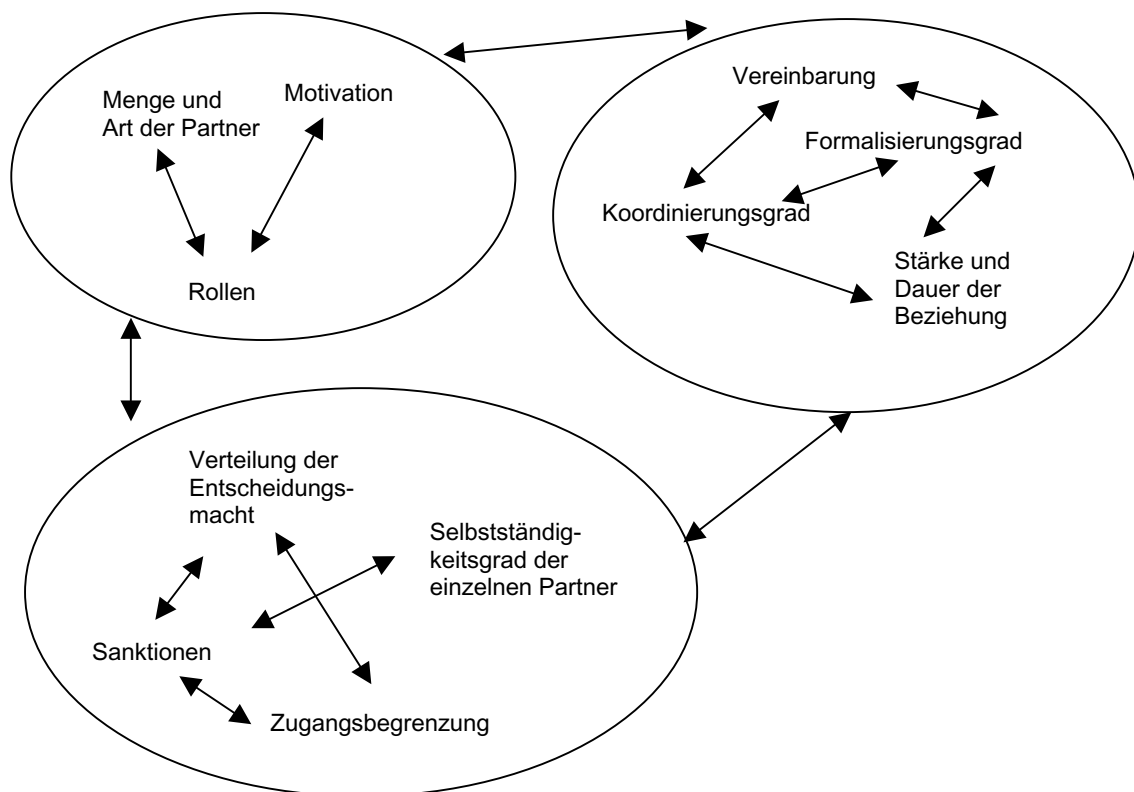 Menge und
Art der Partner
Motivation
Rollen
Vereinbarung
Formalisierungsgrad
Koordinierungsgrad
Stärke und
Dauer der
Beziehung
Verteilung der
Entscheidungs-
macht
Selbstständig-
keitsgrad der
einzelnen Partner
Sanktionen
Zugangsbegrenzung